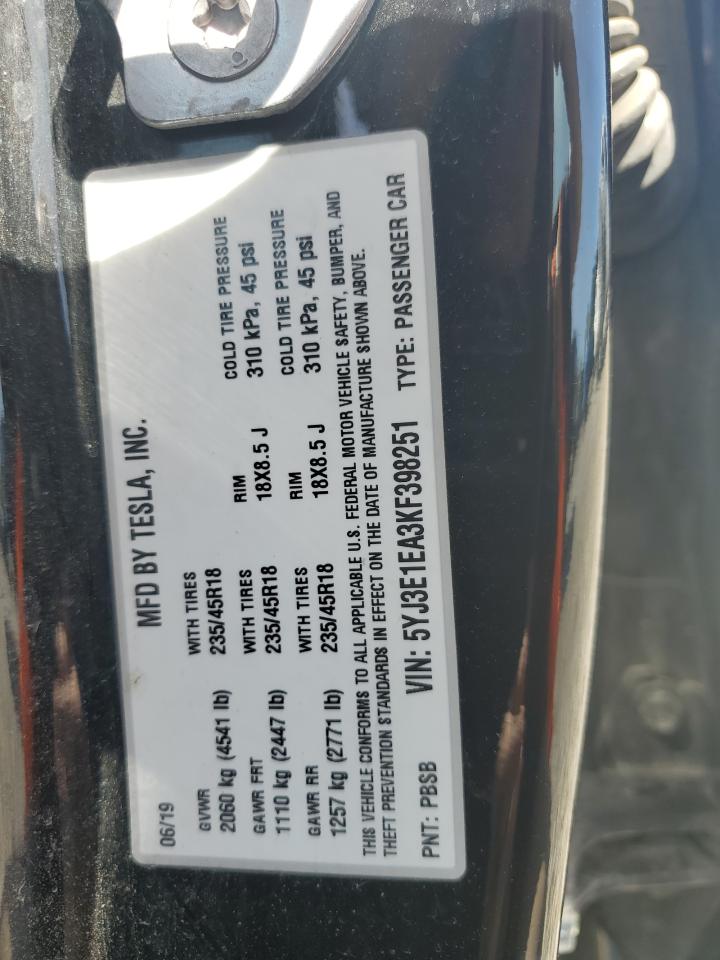 MFD BY TESLA, INC.
06/19
GVWR WITH TIRES RIM COLD TIRE PRESSURE
2060 kg (4541 lb) 235/45R18
GAWR FRT WITH TIRES RIM COLD TIRE PRESSURE
1110 kg (2447 lb) 235/45R18 18X8.5 J 310 kPa, 45 psi
GAWR RR WITH TIRES RIM COLD TIRE PRESSURE
1257 kg (2771 lb) 235/45R18 18X8.5 J 310 kPa, 45 psi
THIS VEHICLE CONFORMS TO ALL APPLICABLE U.S. FEDERAL MOTOR VEHICLE SAFETY, BUMPER, AND
THEFT PREVENTION STANDARDS IN EFFECT ON THE DATE OF MANUFACTURE SHOWN ABOVE.
PNT: PBSB VIN: 5YJ3E1EA3KF398251 TYPE: PASSENGER CAR